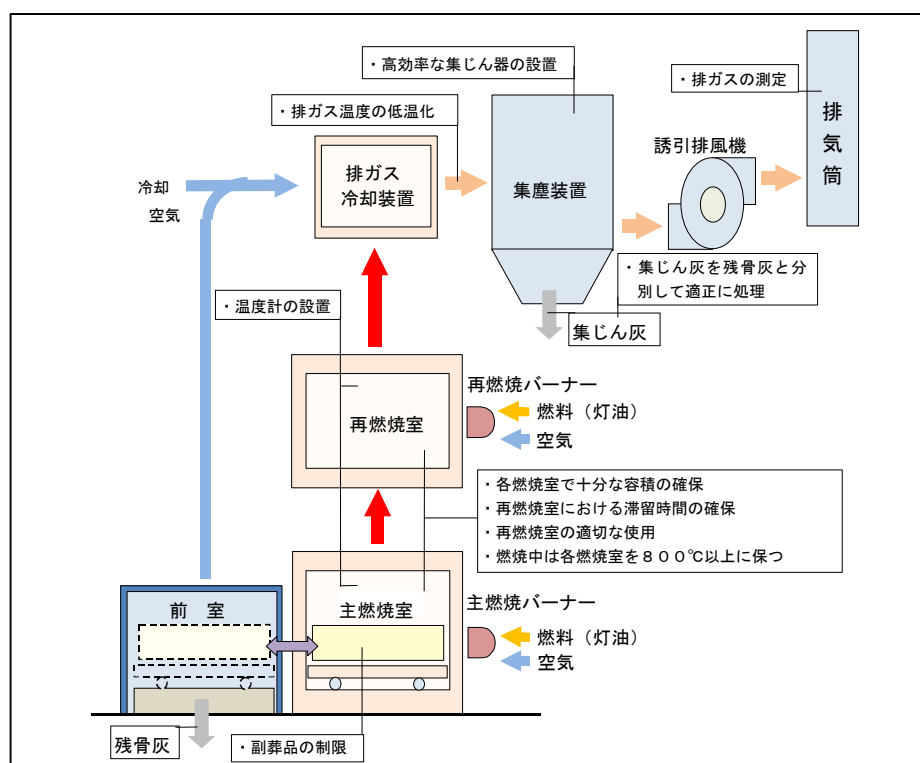 ・高効率な集じん器の設置
・排ガスの測定
・排ガス温度の低温化
排気筒
誘引排風機
排ガス
冷却装置
集塵装置
冷却
空気
・集じん灰を残骨灰と分
別して適正に処理
・温度計の設置
集じん灰
再燃焼バーナー
燃料（灯油）
空気
再燃焼室
・各燃焼室で十分な容積の確保
・再燃焼室における滞留時間の確保
・再燃焼室の適切な使用
・燃焼中は各燃焼室を８００℃以上に保つ
前　室
主燃焼室
主燃焼バーナー
燃料（灯油）
空気
残骨灰
・副葬品の制限